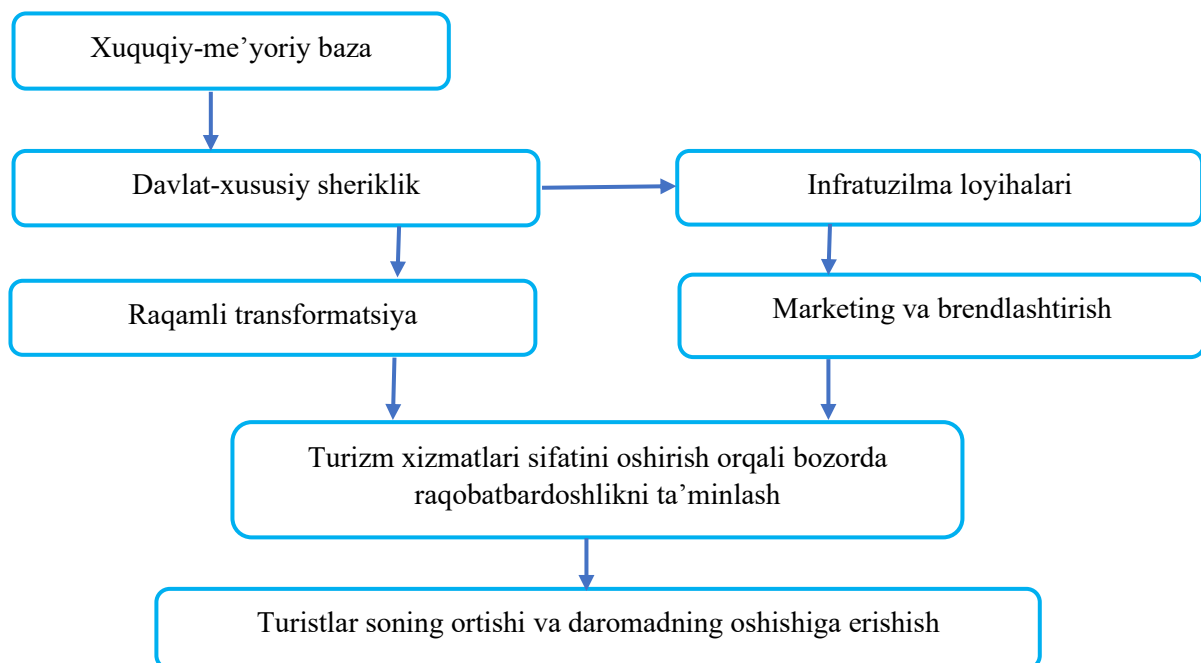 Xuquqiy-me’yoriy baza
Davlat-xususiy sheriklik
Infratuzilma loyihalari
Raqamli transformatsiya
Marketing va brendlashtirish
Turizm xizmatlari sifatini oshirish orqali bozorda
raqobatbardoshlikni ta’minlash
Turistlar soning ortishi va daromadning oshishiga erishish